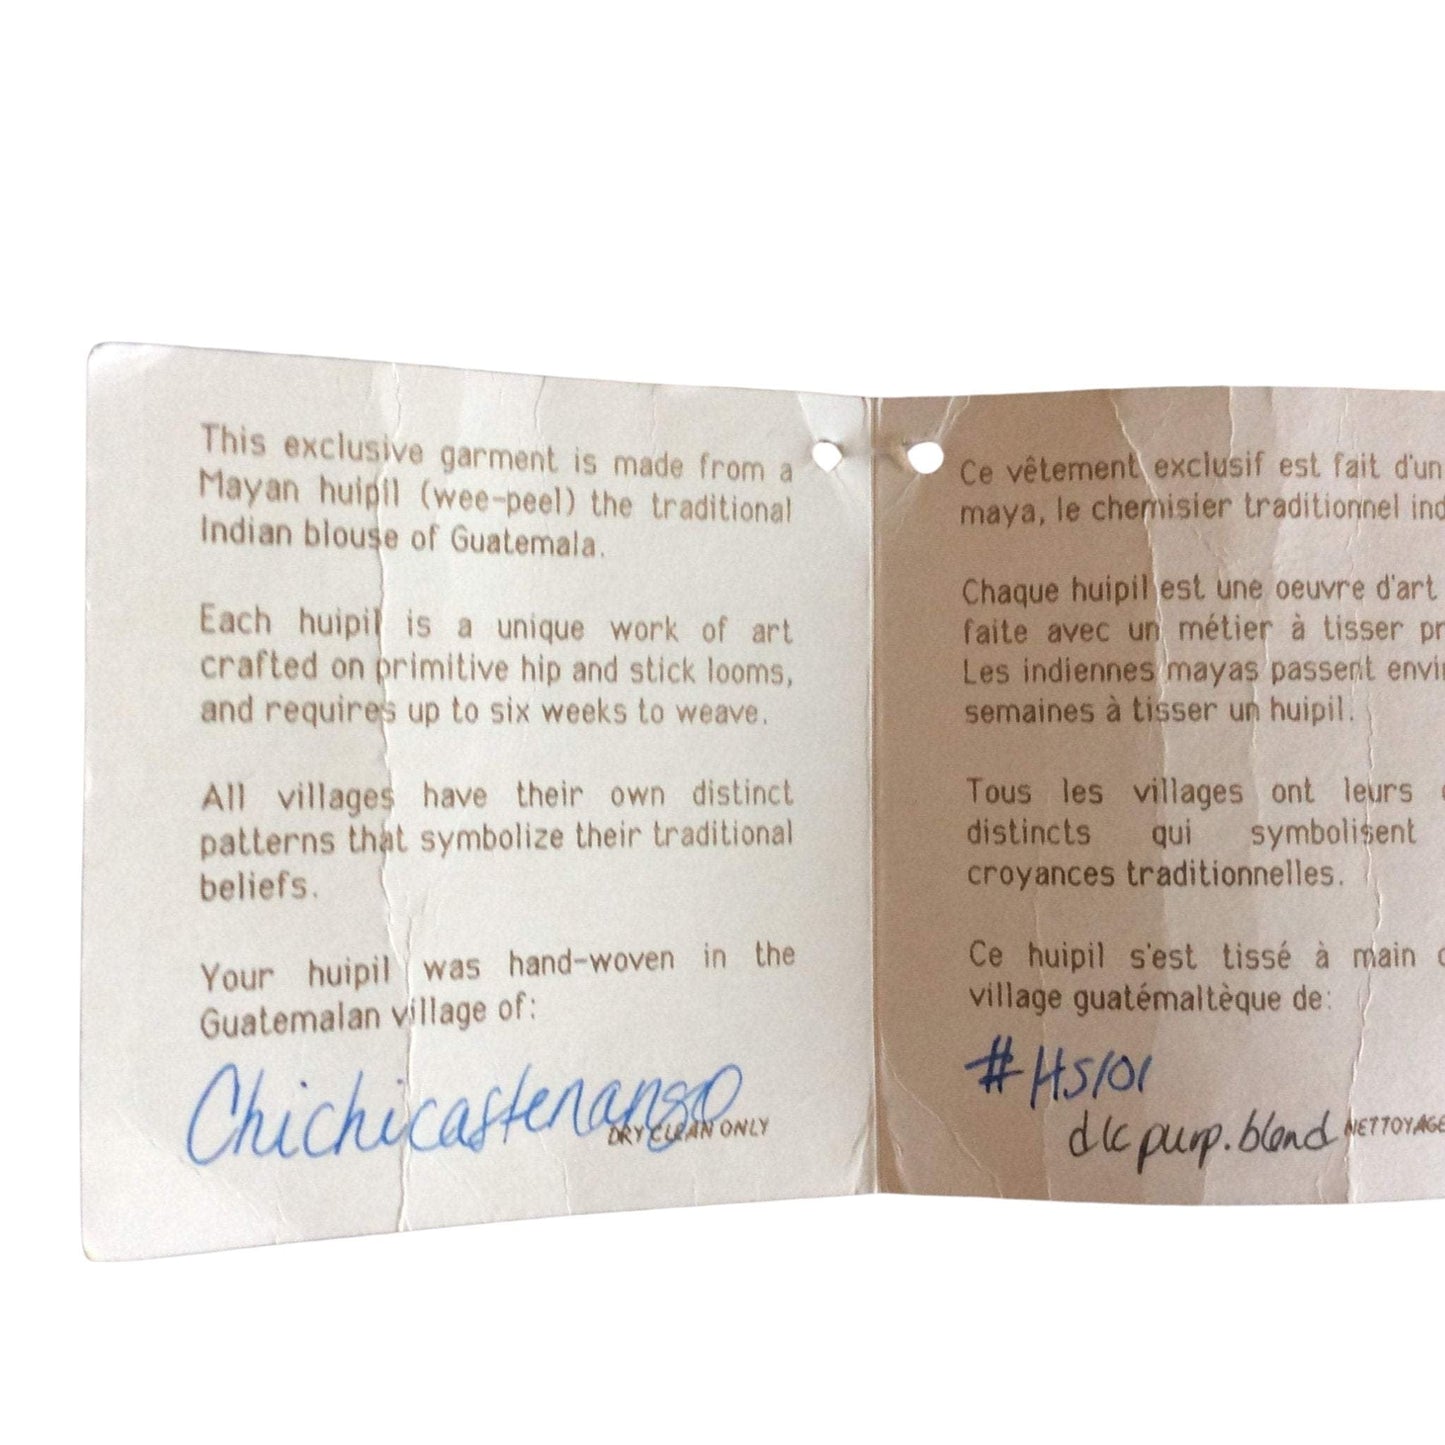 This exclusive garment is made from a
Mayan huipil (wee-peel) the traditional
Indian blouse of Guatemala.
Each huipil is a unique work of art
crafted on primitive hip and stick looms,
and requires up to six weeks to weave.
All villages have their own distinct
patterns that symbolize their traditional
beliefs.
Your huipil was hand-woven in the
Guatemalan village of:
Chichicastenango
DRY CLEAN ONLY
Ce vêtement exclusif est fait d'un
maya, le chemisier traditionnel ind
Chaque huipil est une oeuvre d'art
faite avec un métier à tisser pr
Les indiennes mayas passent envi
semaines à tisser un huipil.
Tous les villages ont leurs
distincts qui symbolisent
croyances traditionnelles.
Ce huipil s'est tissé à main
village guatémaltèque de:
#HS101
dk purp. blend
NETTOYAGE